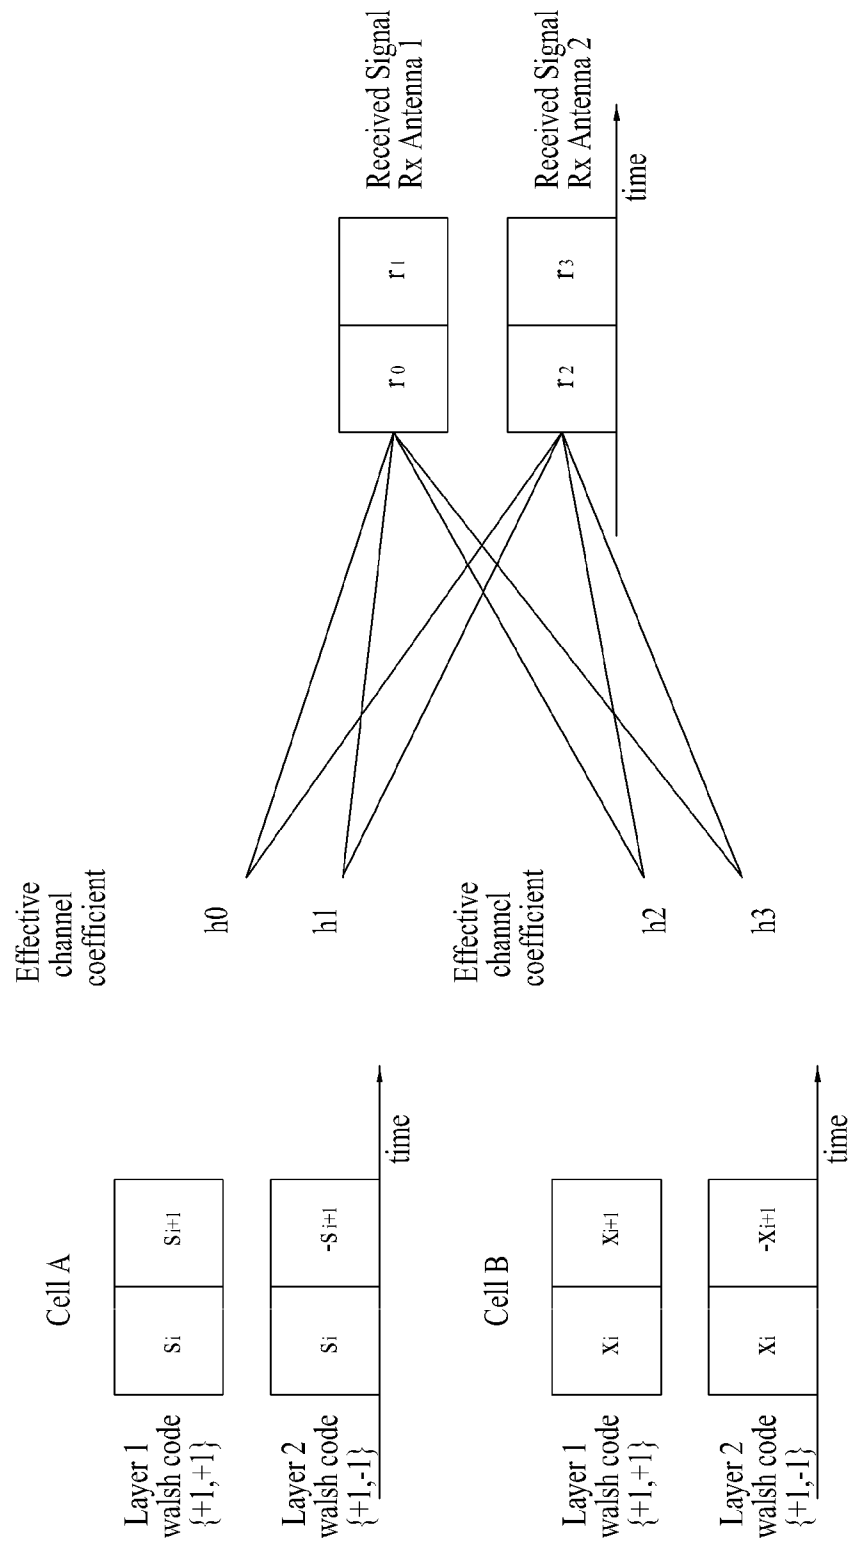 Cell A
Layer 1
walsh code
{+1,+1}
si
si+1
Layer 2
walsh code
{+1,-1}
si
-si+1
time
Cell B
Layer 1
walsh code
{+1,+1}
xi
xi+1
Layer 2
walsh code
{+1,-1}
xi
-xi+1
time
Effective
channel
coefficient
h0
h1
Effective
channel
coefficient
h2
h3
r0
r1
Received Signal
Rx Antenna 1
r2
r3
Received Signal
Rx Antenna 2
time